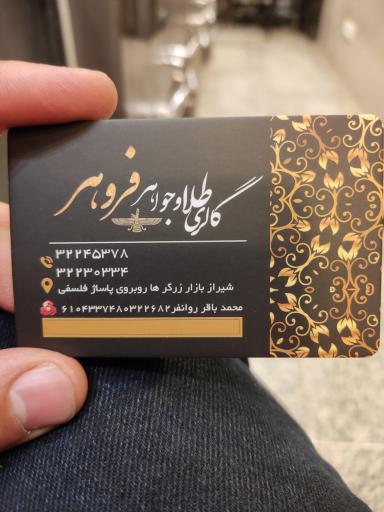 گالری طلا و جواهر فروهر
۳۲۲۴۵۳۷۸
۳۲۲۳۰۳۳۴
شیراز بازار زرگر ها روبروی پاساژ فلسفی
محمد باقر روانفر ۶۱۰۴۳۳۷۴۸۰۳۲۲۶۸۲